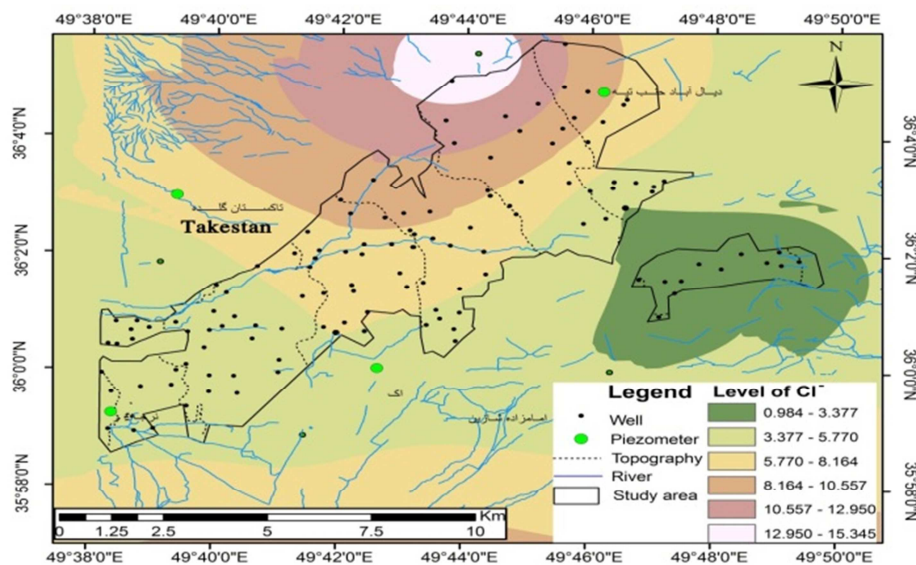 49°38'0"E 49°40'0"E 49°42'0"E 49°44'0"E 49°46'0"E 49°48'0"E 49°50'0"E
N
36°4'0"N
36°4'0"N
تاکستان گلـــده
Takestan
36°2'0"N
36°2'0"N
36°0'0"N
36°0'0"N
اک
امامزاده
35°58'0"N
35°58'0"N
Legend
Well
Piezometer
Topography
River
Study area
Level of Cl⁻
0.984 - 3.377
3.377 - 5.770
5.770 - 8.164
8.164 - 10.557
10.557 - 12.950
12.950 - 15.345
Km
0 1.25 2.5 5 7.5 10
49°38'0"E 49°40'0"E 49°42'0"E 49°44'0"E 49°46'0"E 49°48'0"E 49°50'0"E